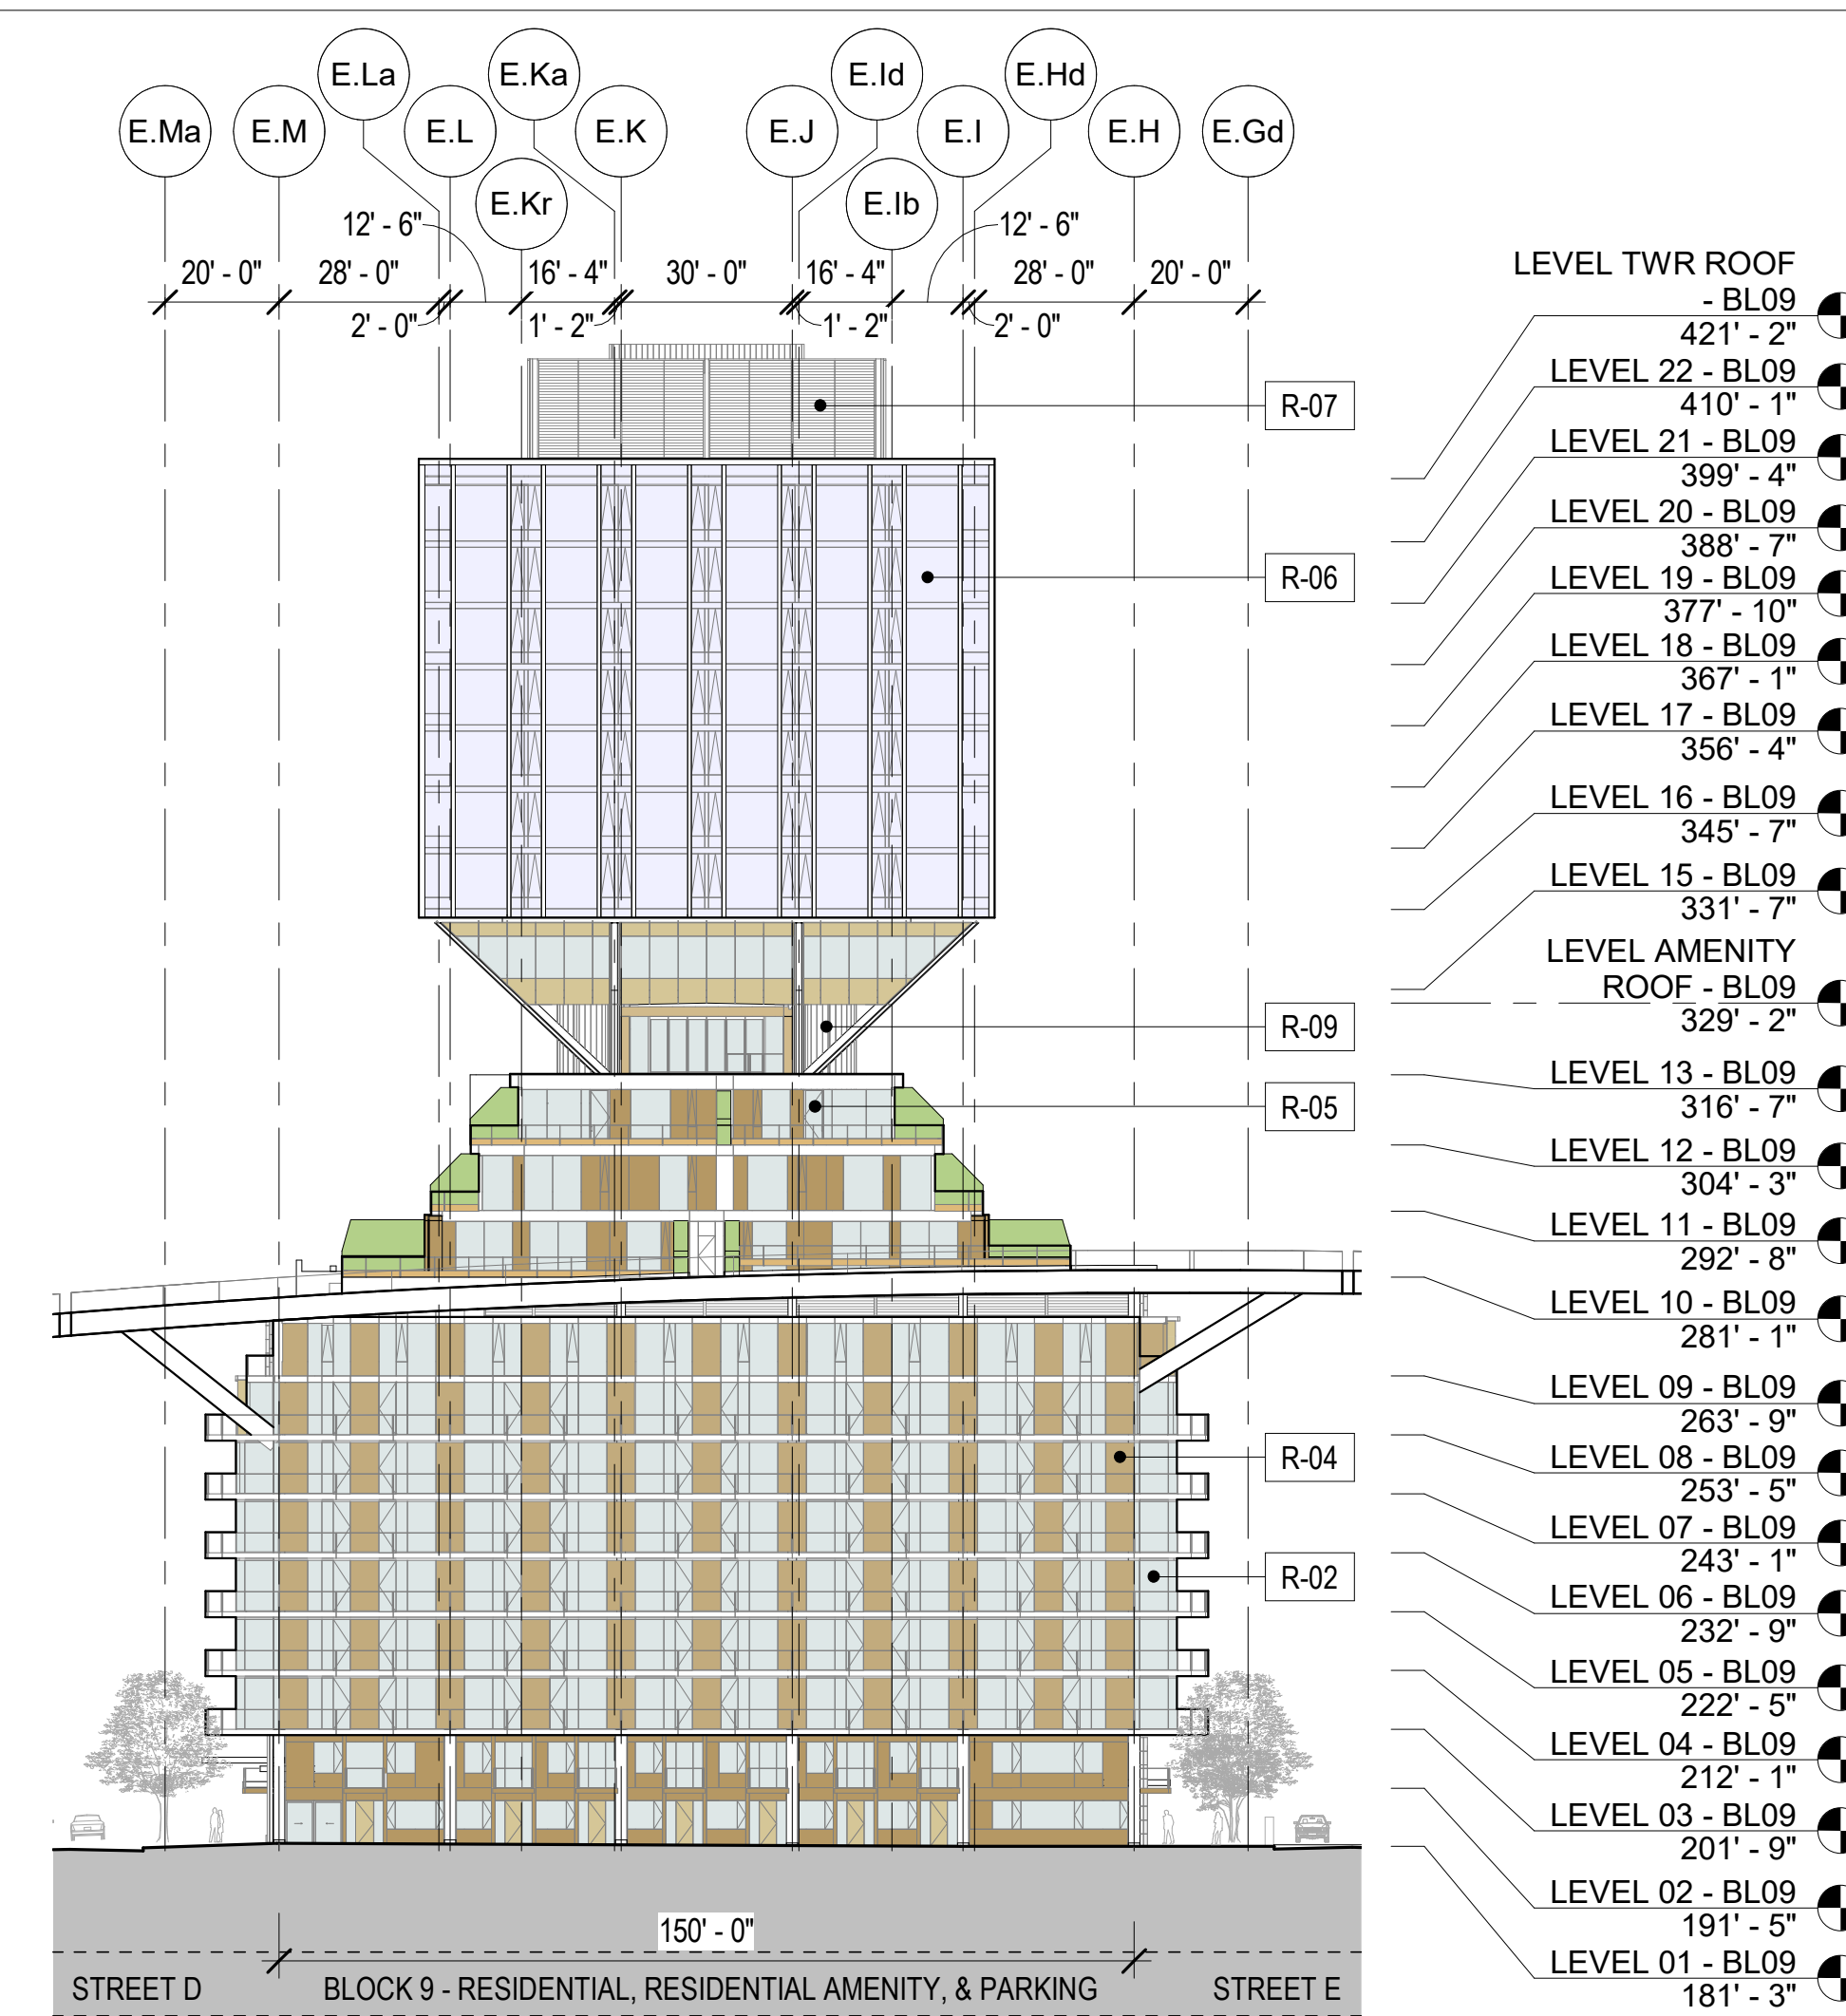 E.La
E.Ka
E.Id
E.Hd
E.Ma
E.M
E.L
E.K
E.J
E.I
E.H
E.Gd
E.Kr
E.Ib
12' - 6"
12' - 6"
20' - 0"
28' - 0"
16' - 4"
30' - 0"
16' - 4"
28' - 0"
20' - 0"
2' - 0"
1' - 2"
1' - 2"
2' - 0"
R-07
R-06
R-09
R-05
R-04
R-02
LEVEL TWR ROOF
- BL09
421' - 2"
LEVEL 22 - BL09
410' - 1"
LEVEL 21 - BL09
399' - 4"
LEVEL 20 - BL09
388' - 7"
LEVEL 19 - BL09
377' - 10"
LEVEL 18 - BL09
367' - 1"
LEVEL 17 - BL09
356' - 4"
LEVEL 16 - BL09
345' - 7"
LEVEL 15 - BL09
331' - 7"
LEVEL AMENITY
ROOF - BL09
329' - 2"
LEVEL 13 - BL09
316' - 7"
LEVEL 12 - BL09
304' - 3"
LEVEL 11 - BL09
292' - 8"
LEVEL 10 - BL09
281' - 1"
LEVEL 09 - BL09
263' - 9"
LEVEL 08 - BL09
253' - 5"
LEVEL 07 - BL09
243' - 1"
LEVEL 06 - BL09
232' - 9"
LEVEL 05 - BL09
222' - 5"
LEVEL 04 - BL09
212' - 1"
LEVEL 03 - BL09
201' - 9"
LEVEL 02 - BL09
191' - 5"
LEVEL 01 - BL09
181' - 3"
150' - 0"
STREET D
BLOCK 9 - RESIDENTIAL, RESIDENTIAL AMENITY, & PARKING
STREET E